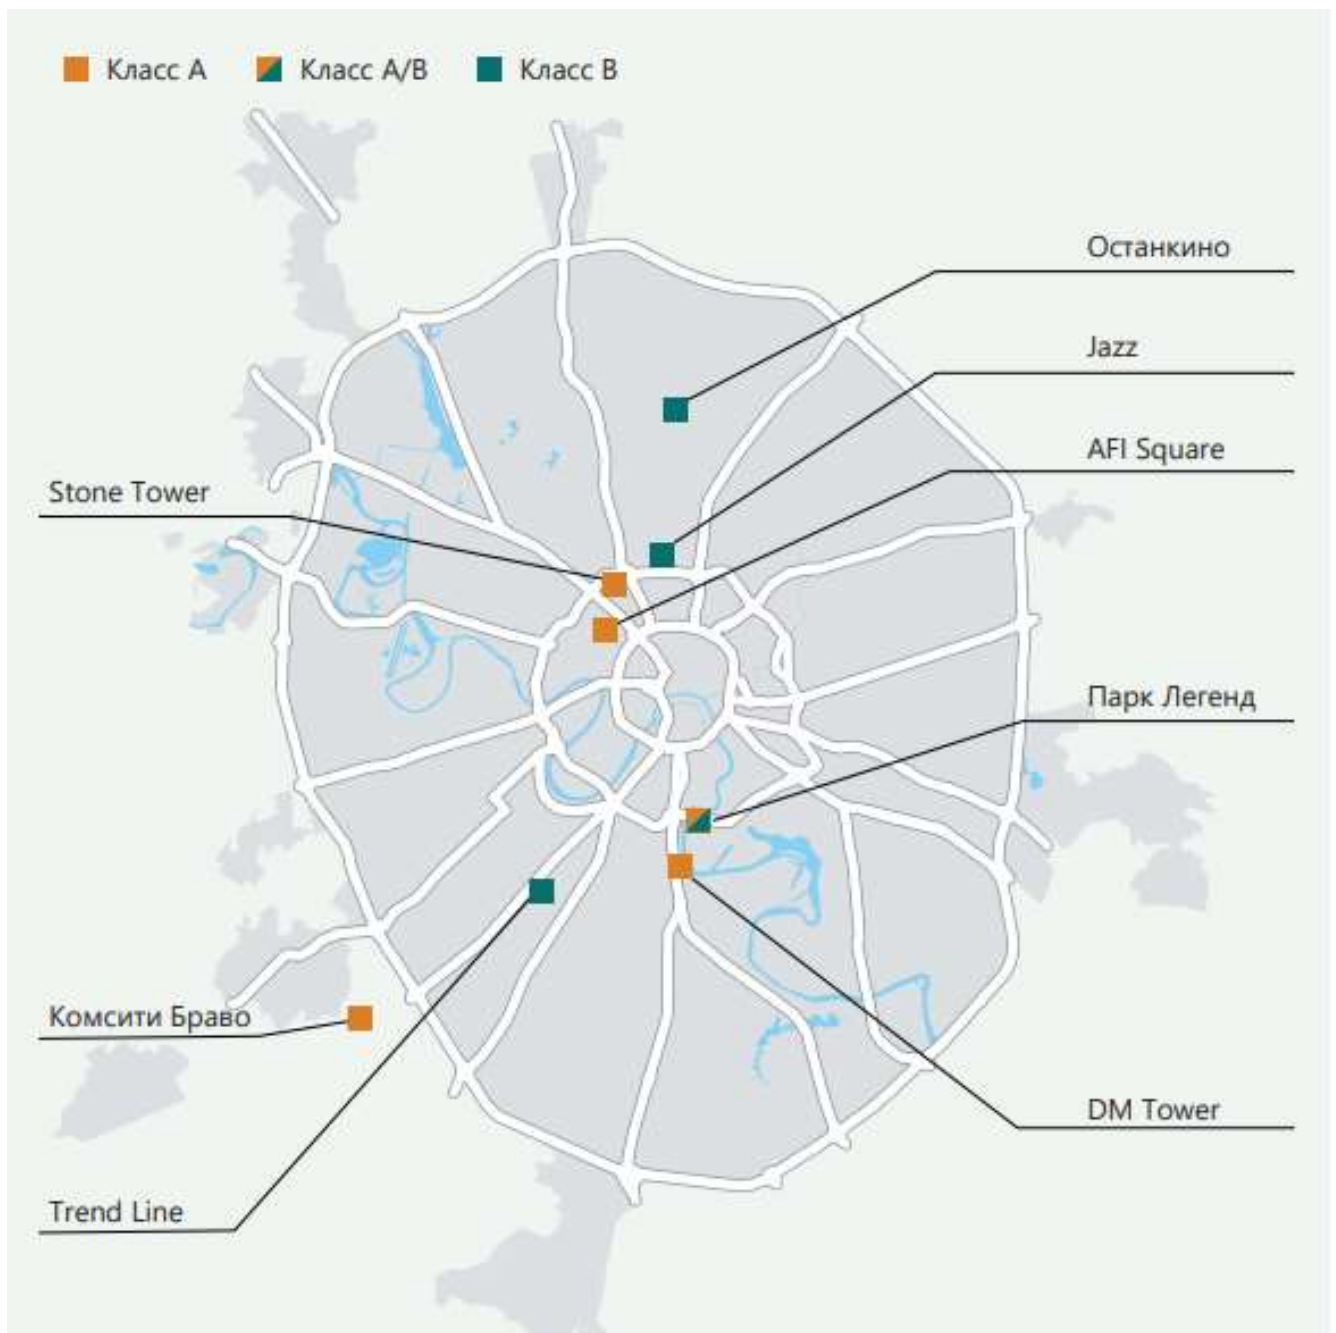 Класс А
Класс А/В
Класс В
Останкино
Jazz
AFI Square
Stone Tower
Парк Легенд
Комсити Браво
DM Tower
Trend Line